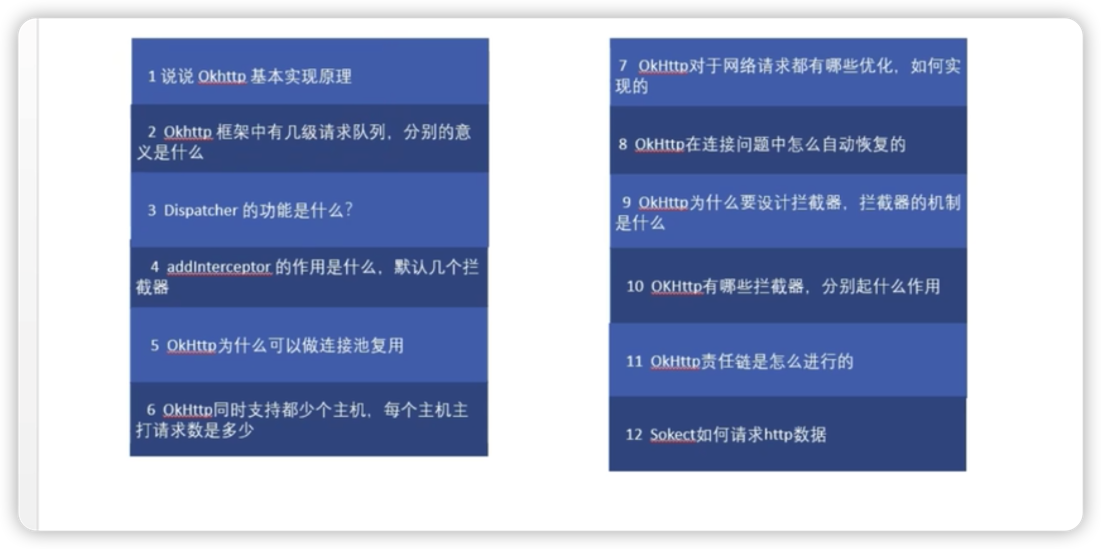 1 说说 Okhttp 基本实现原理
2 Okhttp 框架中有几级请求队列，分别的意
义是什么
3 Dispatcher 的功能是什么？
4 addInterceptor 的作用是什么，默认几个拦
截器
5 OkHttp为什么可以做连接池复用
6 OkHttp同时支持都少个主机，每个主机主
打请求数是多少
7 OkHttp对于网络请求都有哪些优化，如何实
现的
8 OkHttp在连接问题中怎么自动恢复的
9 OkHttp为什么要设计拦截器，拦截器的机制
是什么
10 OKHttp有哪些拦截器，分别起什么作用
11 OkHttp责任链是怎么进行的
12 Sokect如何请求http数据